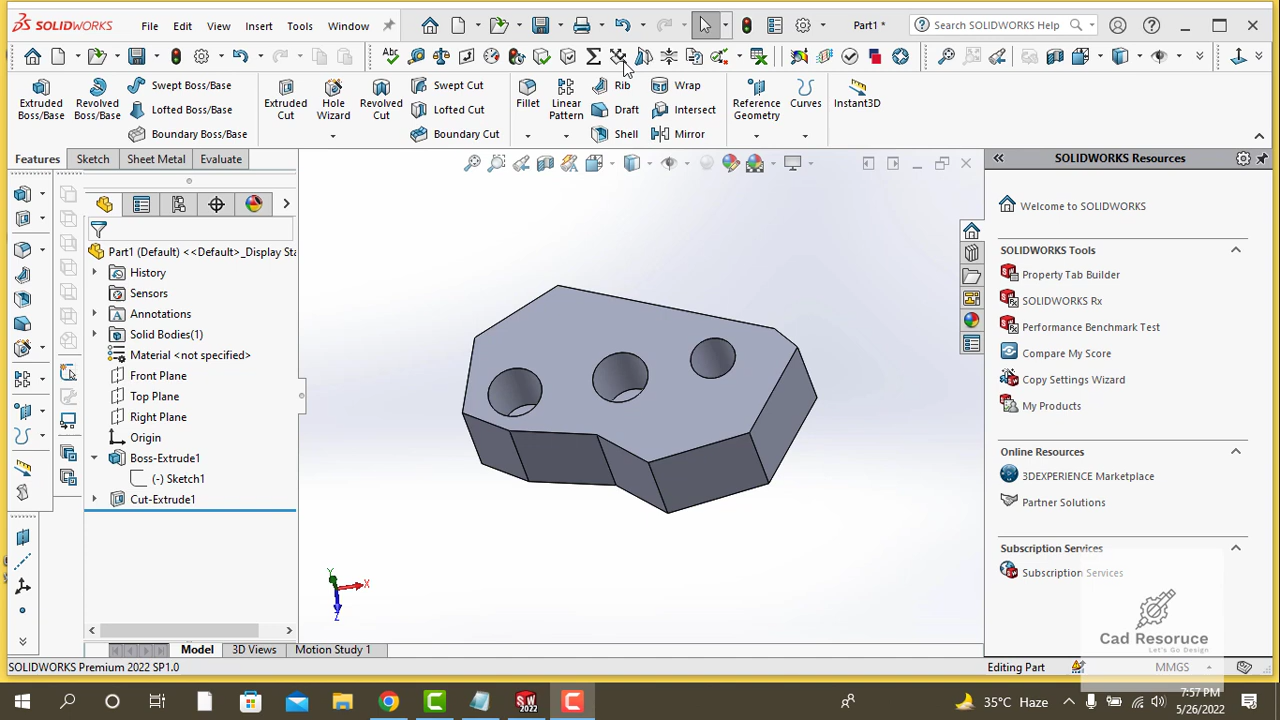 SOLIDWORKS File Edit View Insert Tools Window Part1 * Search SOLIDWORKS Help
Extruded Boss/Base
Revolved Boss/Base
Swept Boss/Base
Lofted Boss/Base
Boundary Boss/Base
Extruded Cut
Hole Wizard
Revolved Cut
Swept Cut
Lofted Cut
Boundary Cut
Fillet
Linear Pattern
Rib
Draft
Shell
Wrap
Intersect
Mirror
Reference Geometry
Curves
Instant3D
Features Sketch Sheet Metal Evaluate
Part1 (Default) <<Default>_Display Sta
History
Sensors
Annotations
Solid Bodies(1)
Material <not specified>
Front Plane
Top Plane
Right Plane
Origin
Boss-Extrude1
(-) Sketch1
Cut-Extrude1
Y
X
Z
SOLIDWORKS Resources
Welcome to SOLIDWORKS
SOLIDWORKS Tools
Property Tab Builder
SOLIDWORKS Rx
Performance Benchmark Test
Compare My Score
Copy Settings Wizard
My Products
Online Resources
3DEXPERIENCE Marketplace
Partner Solutions
Subscription Services
Subscription Services
Cad Resoruce
Let's Go Design
Model 3D Views Motion Study 1
SOLIDWORKS Premium 2022 SP1.0 Editing Part MMGS
35°C Haze
7:57 PM
5/26/2022